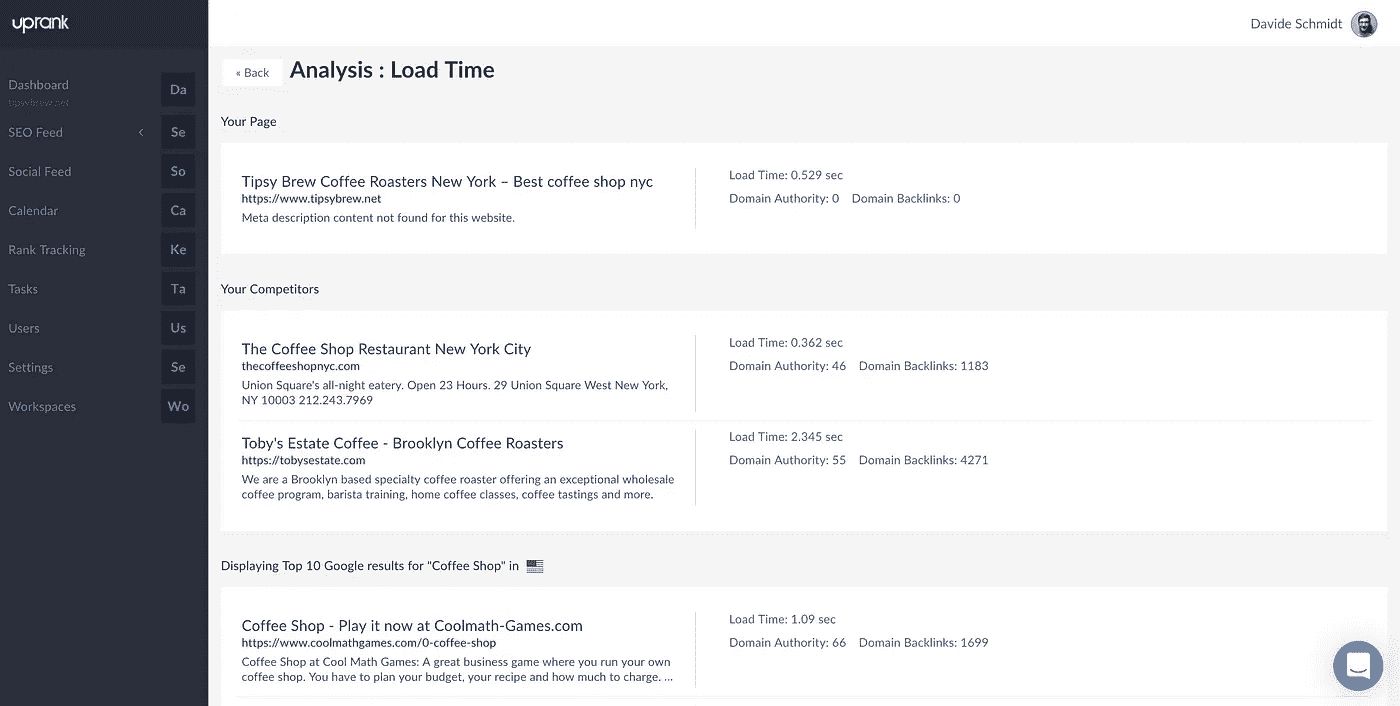 uprank
Davide Schmidt
Dashboard
tipsybrew.net
Da
SEO Feed
Se
Social Feed
So
Calendar
Ca
Rank Tracking
Ke
Tasks
Ta
Users
Us
Settings
Se
Workspaces
Wo
« Back
Analysis : Load Time
Your Page
Tipsy Brew Coffee Roasters New York – Best coffee shop nyc
https://www.tipsybrew.net
Meta description content not found for this website.
Load Time: 0.529 sec
Domain Authority: 0 Domain Backlinks: 0
Your Competitors
The Coffee Shop Restaurant New York City
thecoffeeshopnyc.com
Union Square's all-night eatery. Open 23 Hours. 29 Union Square West New York,
NY 10003 212.243.7969
Load Time: 0.362 sec
Domain Authority: 46 Domain Backlinks: 1183
Toby's Estate Coffee - Brooklyn Coffee Roasters
https://tobysestate.com
We are a Brooklyn based specialty coffee roaster offering an exceptional wholesale
coffee program, barista training, home coffee classes, coffee tastings and more.
Load Time: 2.345 sec
Domain Authority: 55 Domain Backlinks: 4271
Displaying Top 10 Google results for "Coffee Shop" in
Coffee Shop - Play it now at Coolmath-Games.com
https://www.coolmathgames.com/0-coffee-shop
Coffee Shop at Cool Math Games: A great business game where you run your own
coffee shop. You have to plan your budget, your recipe and how much to charge. ...
Load Time: 1.09 sec
Domain Authority: 66 Domain Backlinks: 1699